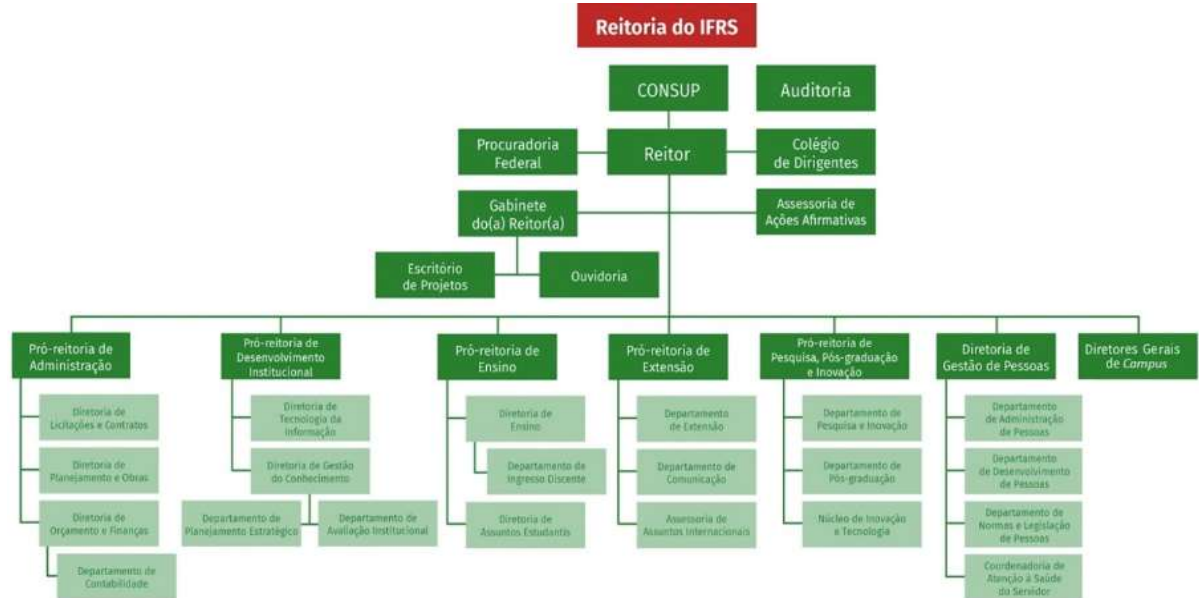 Reitoria do IFRS
CONSUP
Auditoria
Procuradoria
Federal
Reitor
Colégio
de Dirigentes
Gabinete
do(a) Reitor(a)
Assessoria de
Ações Afirmativas
Escritório
de Projetos
Ouvidoria
Pró-reitoria de
Administração
Pró-reitoria de
Desenvolvimento
Institucional
Pró-reitoria de
Ensino
Pró-reitoria de
Extensão
Pró-reitoria de
Pesquisa, Pós-graduação
e Inovação
Diretoria de
Gestão de Pessoas
Diretores Gerais
de Campus
Diretoria de
Licitações e Contratos
Diretoria de
Planejamento e Obras
Diretoria de
Orçamento e Finanças
Departamento de
Contabilidade
Diretoria de
Tecnologia da
Informação
Diretoria de Gestão
do Conhecimento
Departamento de
Planejamento Estratégico
Departamento de
Avaliação Institucional
Diretoria de
Ensino
Departamento de
Ingresso Discente
Diretoria de
Assuntos Estudantis
Departamento
de Extensão
Departamento de
Comunicação
Assessoria de
Assuntos Internacionais
Departamento de
Pesquisa e Inovação
Departamento de
Pós-graduação
Núcleo de Inovação
e Tecnologia
Departamento
de Administração
de Pessoas
Departamento
de Desenvolvimento
de Pessoas
Departamento de
Normas e Legislação
de Pessoas
Coordenadoria de
Atenção à Saúde
do Servidor